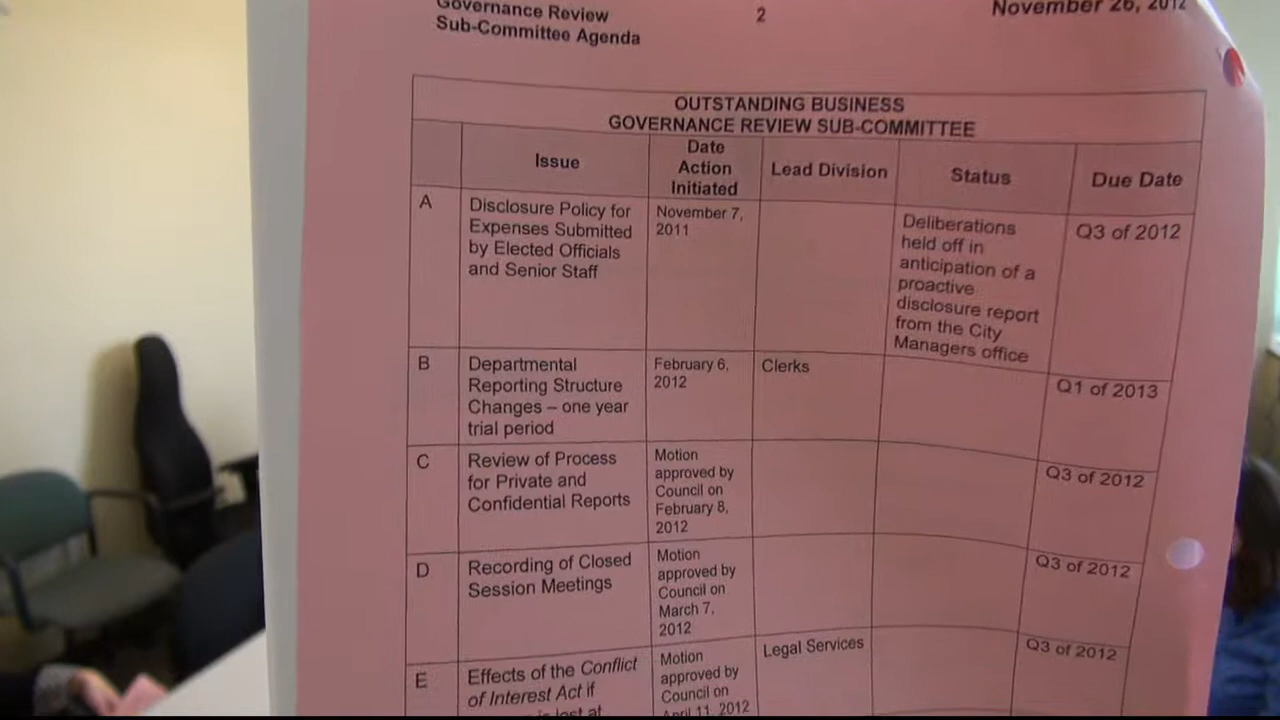 Governance Review
Sub-Committee Agenda
2
November 26, 2012
OUTSTANDING BUSINESS
GOVERNANCE REVIEW SUB-COMMITTEE
Issue
Date
Action
Initiated
Lead Division
Status
Due Date
A
Disclosure Policy for
Expenses Submitted
by Elected Officials
and Senior Staff
November 7,
2011
Deliberations
held off in
anticipation of a
proactive
disclosure report
from the City
Managers office
Q3 of 2012
B
Departmental
Reporting Structure
Changes – one year
trial period
February 6,
2012
Clerks
Q1 of 2013
C
Review of Process
for Private and
Confidential Reports
Motion
approved by
Council on
February 8,
2012
Q3 of 2012
D
Recording of Closed
Session Meetings
Motion
approved by
Council on
March 7,
2012
Q3 of 2012
E
Effects of the Conflict
of Interest Act if
is lost at
Motion
approved by
Council on
April 11, 2012
Legal Services
Q3 of 2012